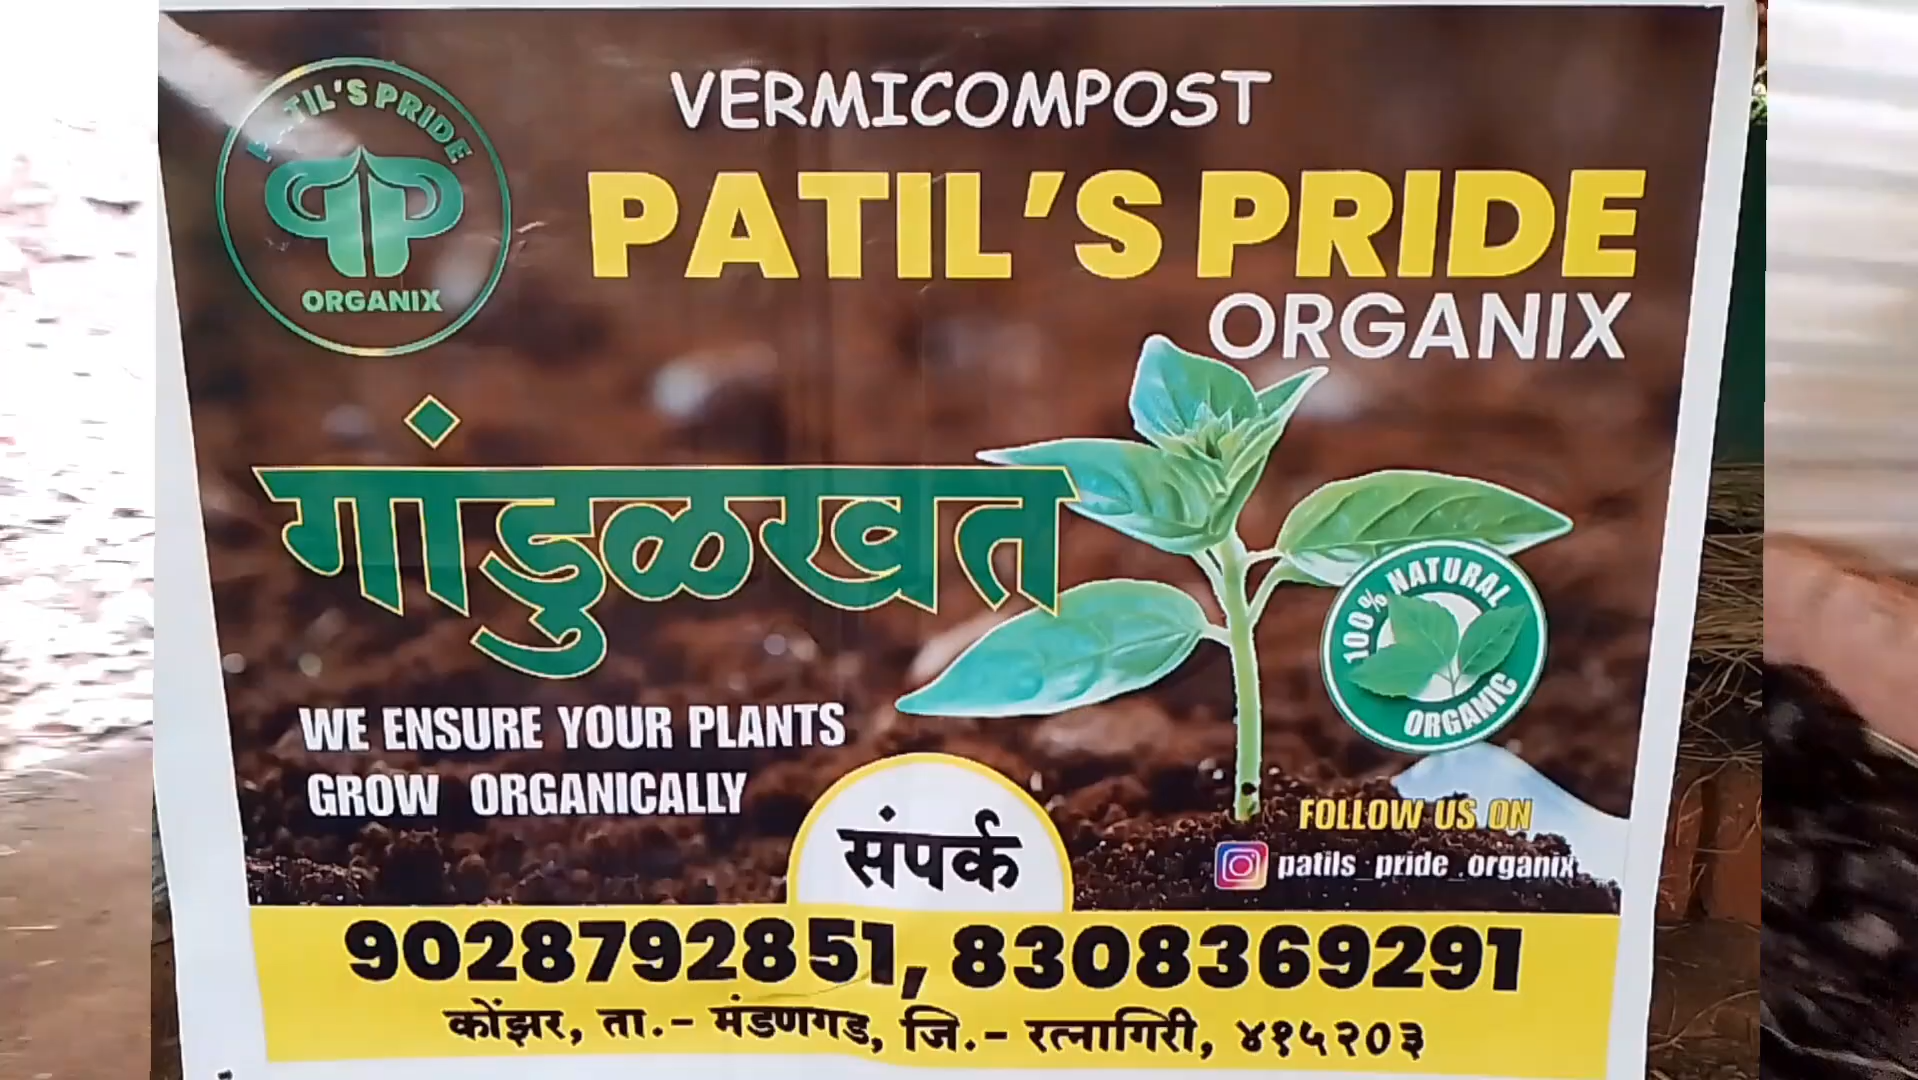 PATIL'S PRIDE
ORGANIX
VERMICOMPOST
PATIL'S PRIDE
ORGANIX
गांडुळखत
100% NATURAL
ORGANIC
WE ENSURE YOUR PLANTS
GROW ORGANICALLY
संपर्क
FOLLOW US ON
patils_pride_organix
9028792851, 8308369291
कोंझर, ता.- मंडणगड, जि.- रत्नागिरी, ४१५२०३